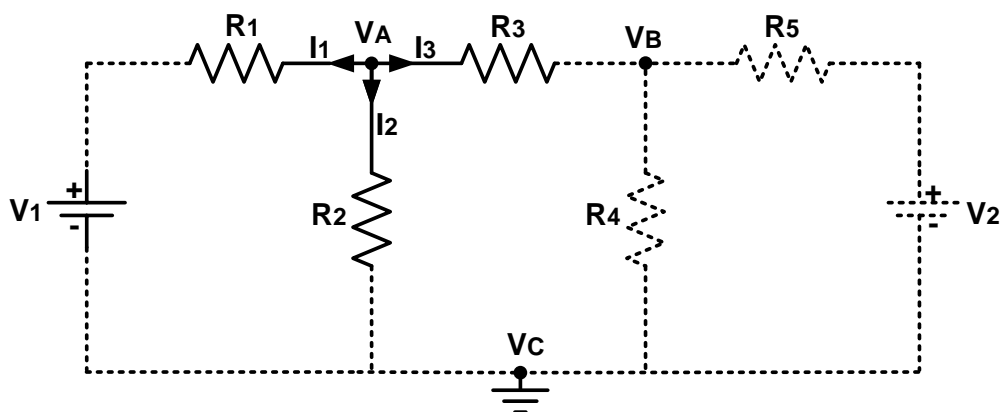 R1 I1 VA I3 R3 VB R5
I2
V1 + - R2 R4 + - V2
VC